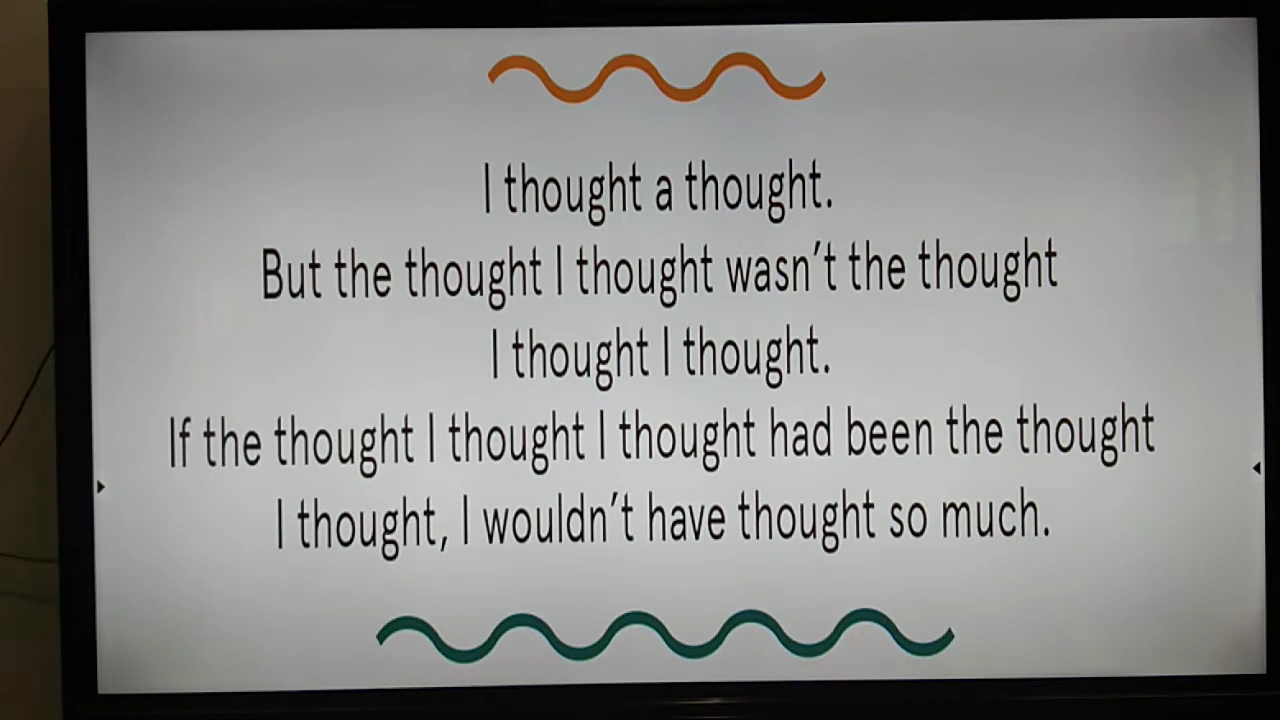 I thought a thought.
But the thought I thought wasn't the thought
I thought I thought.
If the thought I thought I thought had been the thought
I thought, I wouldn't have thought so much.